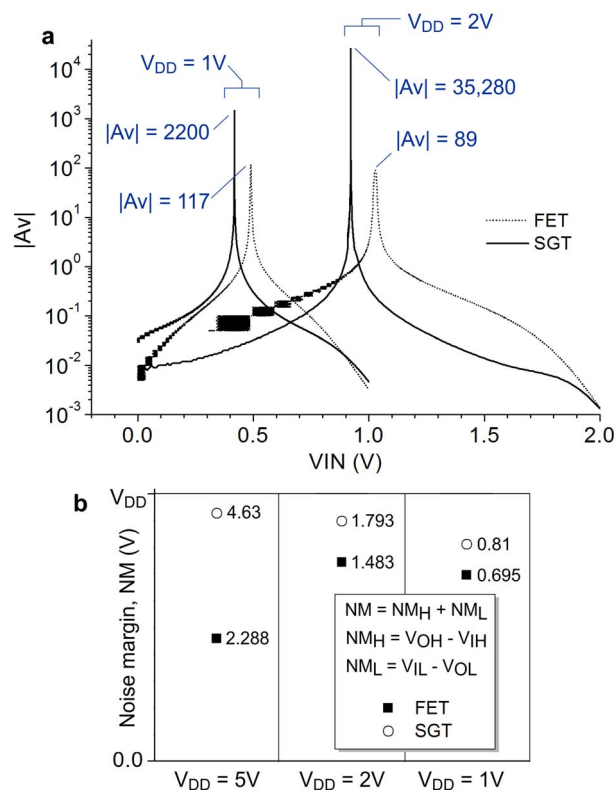 a
V_DD = 2V
V_DD = 1V
|Av| = 35,280
|Av| = 2200
|Av| = 89
|Av| = 117
|Av|
10^4
10^3
10^2
10^1
10^0
10^-1
10^-2
10^-3
FET
SGT
0.0 0.5 1.0 1.5 2.0
VIN (V)
b
Noise margin, NM (V)
V_DD
0.0
4.63
2.288
1.793
1.483
0.81
0.695
NM = NM_H + NM_L
NM_H = V_OH - V_IH
NM_L = V_IL - V_OL
FET
SGT
V_DD = 5V V_DD = 2V V_DD = 1V